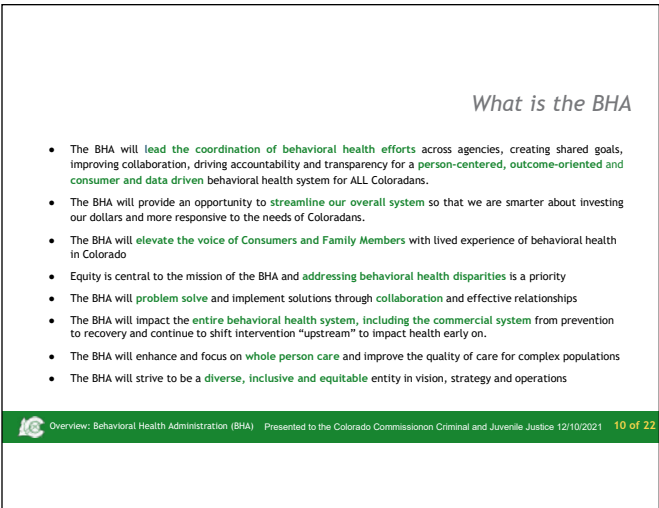 What is the BHA
● The BHA will lead the coordination of behavioral health efforts across agencies, creating shared goals,
improving collaboration, driving accountability and transparency for a person-centered, outcome-oriented and
consumer and data driven behavioral health system for ALL Coloradans.
● The BHA will provide an opportunity to streamline our overall system so that we are smarter about investing
our dollars and more responsive to the needs of Coloradans.
● The BHA will elevate the voice of Consumers and Family Members with lived experience of behavioral health
in Colorado
● Equity is central to the mission of the BHA and addressing behavioral health disparities is a priority
● The BHA will problem solve and implement solutions through collaboration and effective relationships
● The BHA will impact the entire behavioral health system, including the commercial system from prevention
to recovery and continue to shift intervention “upstream” to impact health early on.
● The BHA will enhance and focus on whole person care and improve the quality of care for complex populations
● The BHA will strive to be a diverse, inclusive and equitable entity in vision, strategy and operations
Overview: Behavioral Health Administration (BHA) Presented to the Colorado Commissionon Criminal and Juvenile Justice 12/10/2021 10 of 22